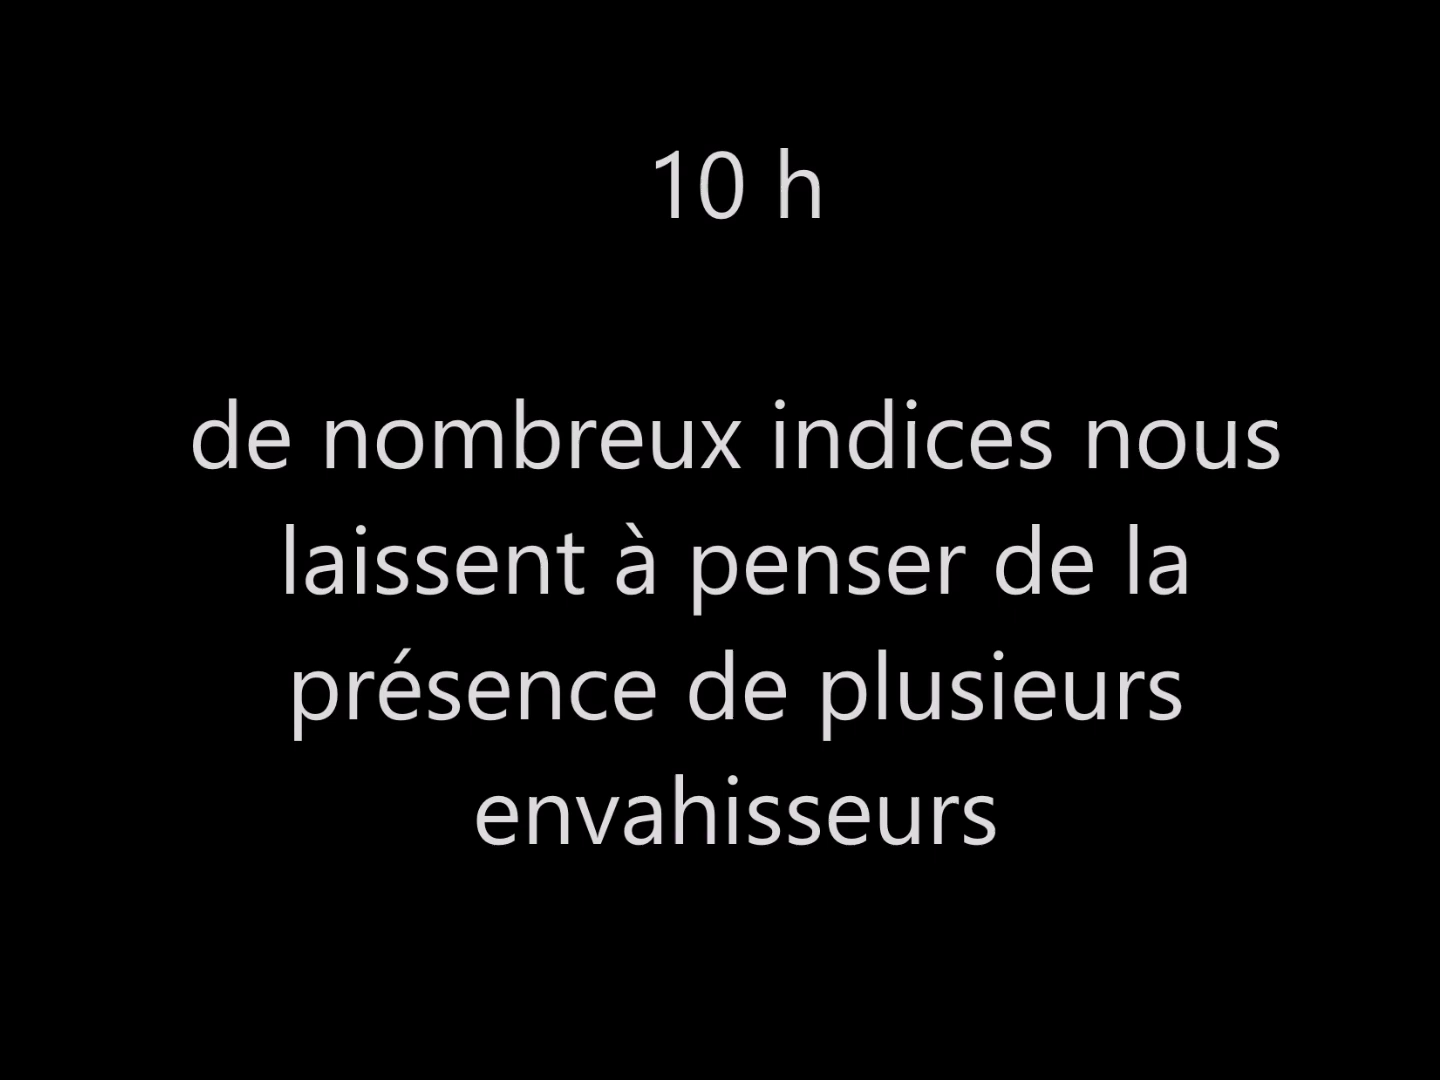 10 h
de nombreux indices nous
laissent à penser de la
présence de plusieurs
envahisseurs